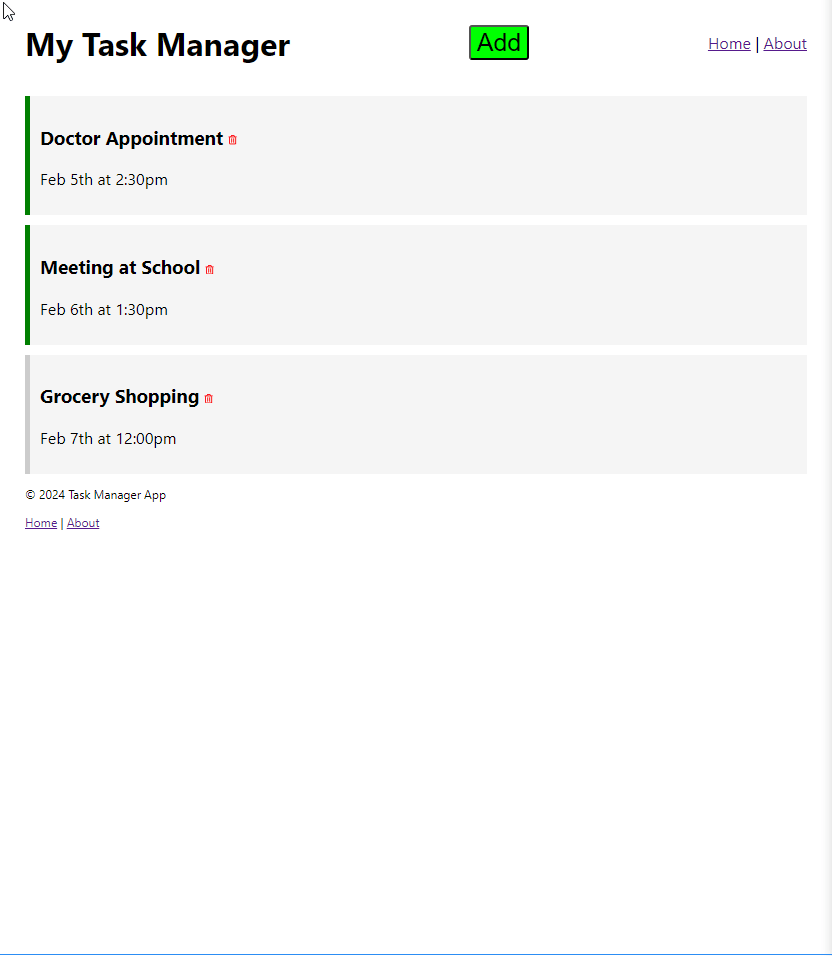 My Task Manager Add Home | About
Doctor Appointment
Feb 5th at 2:30pm
Meeting at School
Feb 6th at 1:30pm
Grocery Shopping
Feb 7th at 12:00pm
© 2024 Task Manager App
Home | About